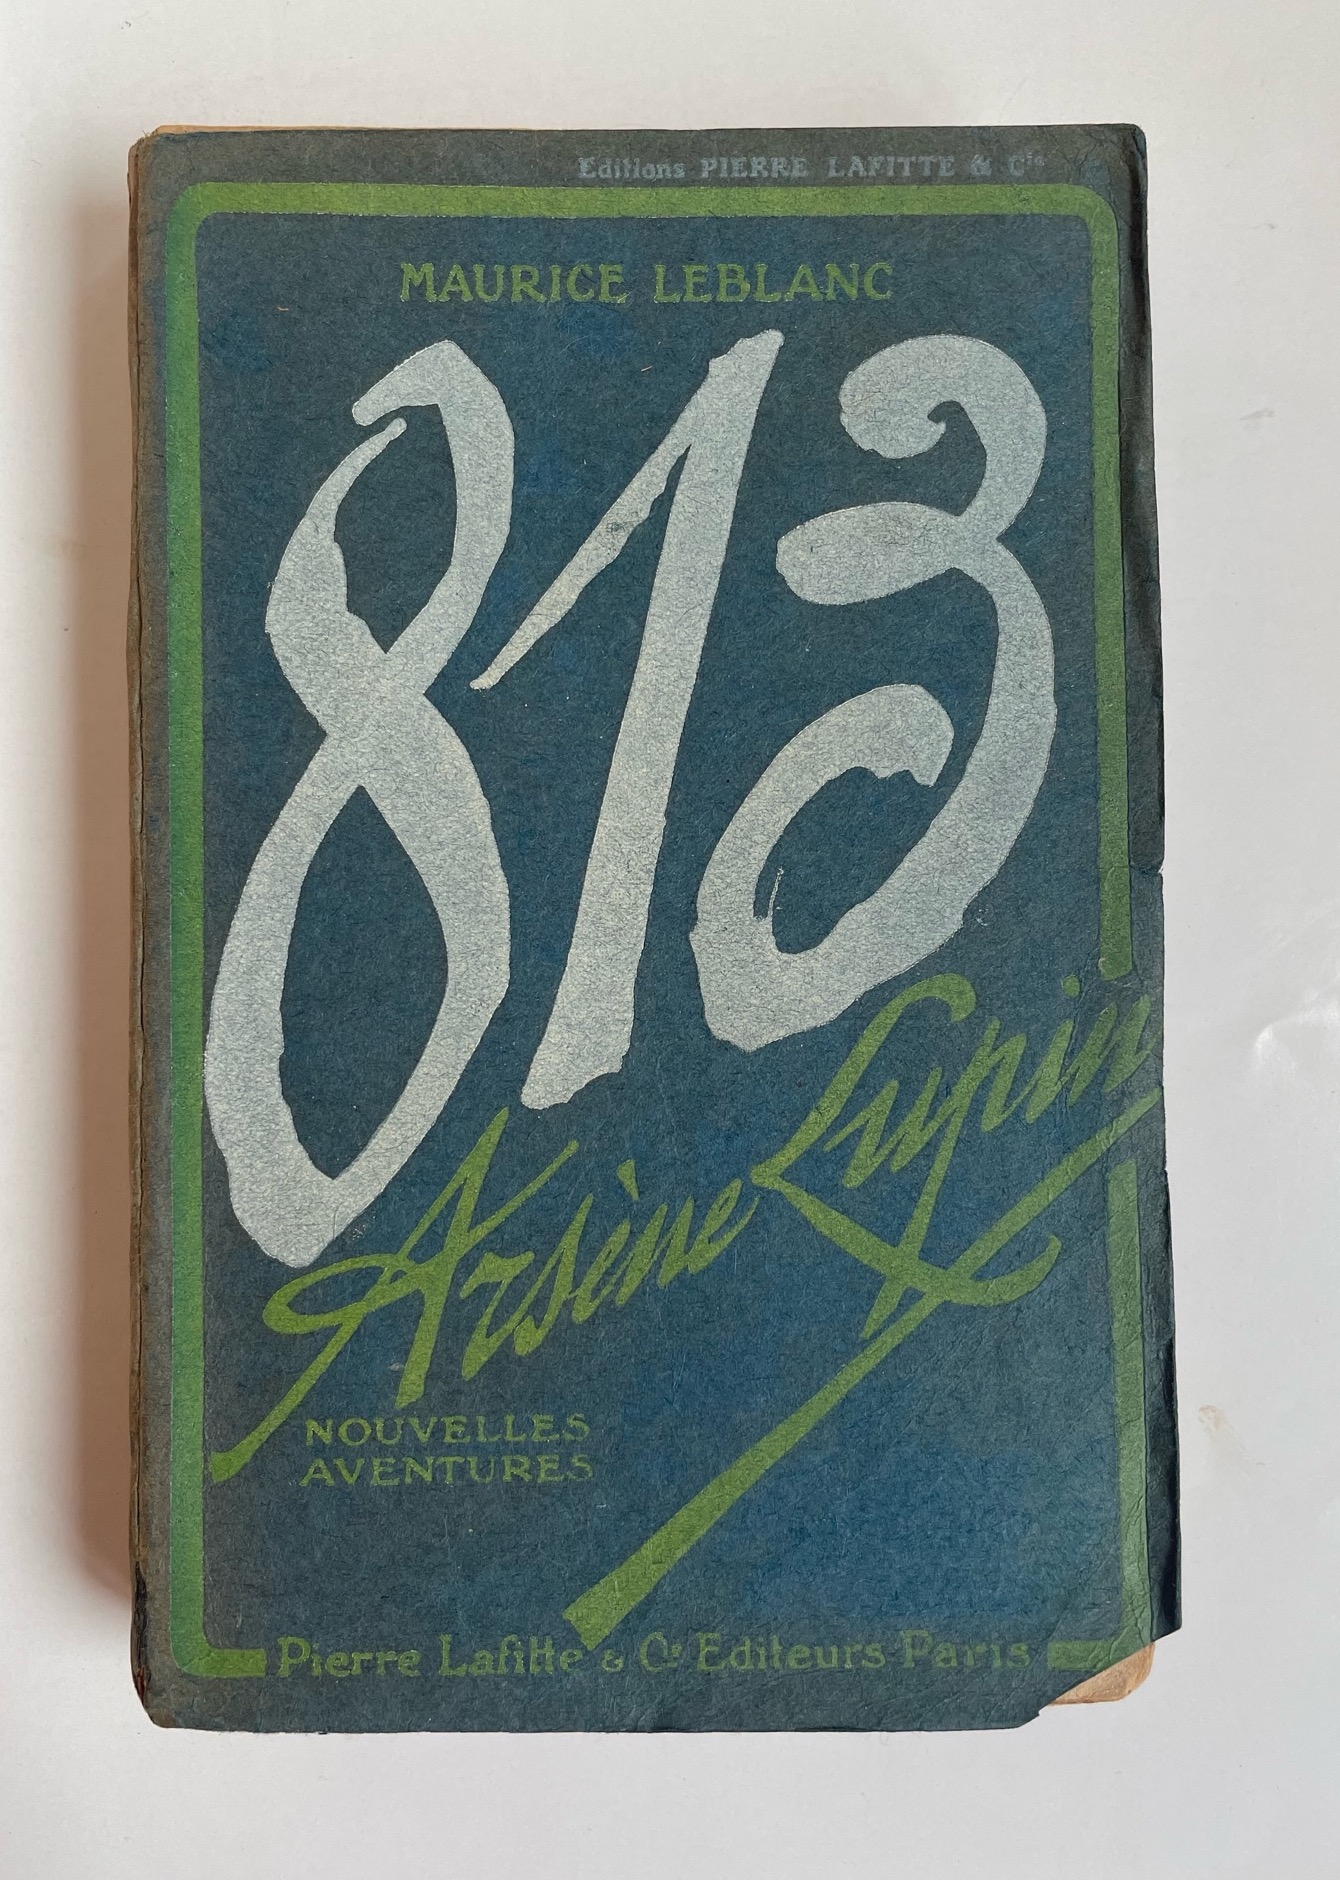 Editions PIERRE LAFITTE & Cie
MAURICE LEBLANC
813
Arsène Lupin
NOUVELLES
AVENTURES
Pierre Lafitte & Cie Editeurs Paris